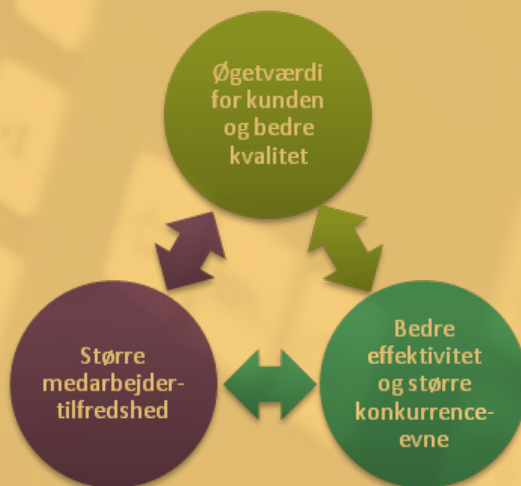 Øgetværdi
for kunden
og bedre
kvalitet
Større
medarbejder-
tilfredshed
Bedre
effektivitet
og større
konkurrence-
evne